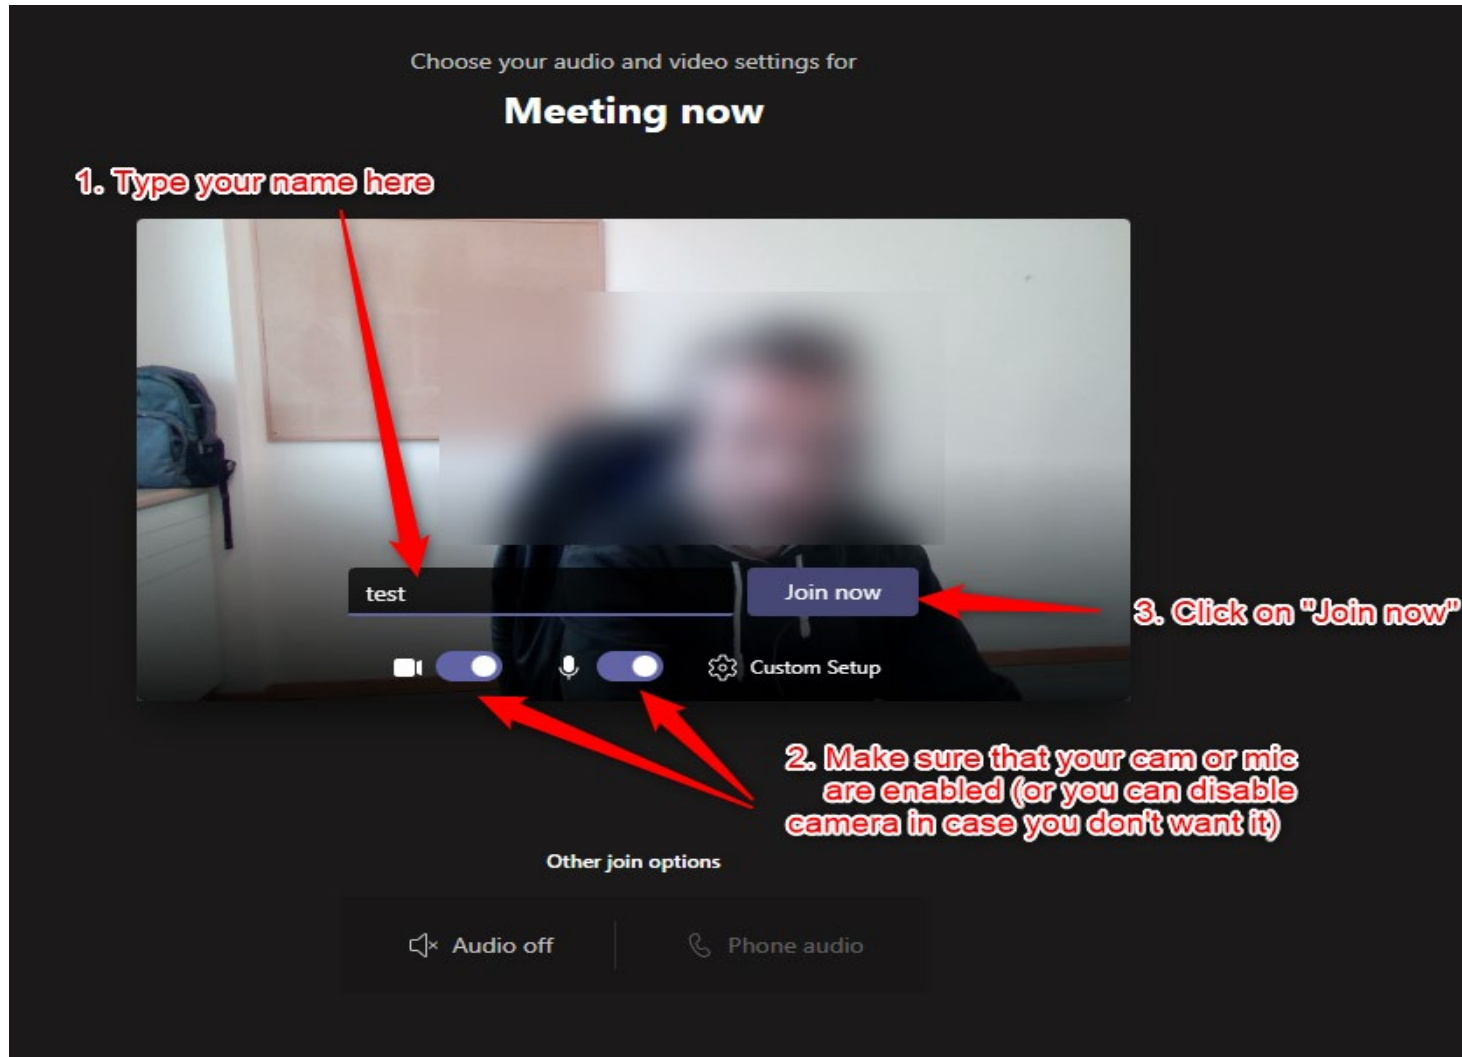 Choose your audio and video settings for
Meeting now
1. Type your name here
test
Join now
3. Click on "Join now"
Custom Setup
2. Make sure that your cam or mic
are enabled (or you can disable
camera in case you don't want it)
Other join options
Audio off
Phone audio